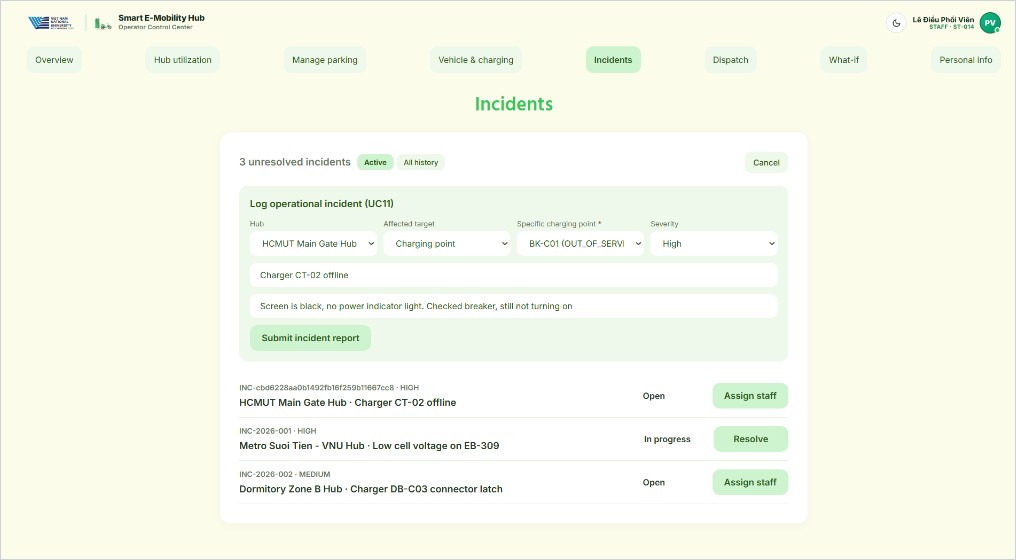 VIET NAM
NATIONAL
UNIVERSITY
Smart E-Mobility Hub
Operator Control Center
Lê Điều Phối Viên
STAFF · ST-014
PV
Overview
Hub utilization
Manage parking
Vehicle & charging
Incidents
Dispatch
What-if
Personal info
Incidents
3 unresolved incidents
Active
All history
Cancel
Log operational incident (UC11)
Hub
Affected target
Specific charging point *
Severity
HCMUT Main Gate Hub
Charging point
BK-C01 (OUT_OF_SERVI
High
Charger CT-02 offline
Screen is black, no power indicator light. Checked breaker, still not turning on
Submit incident report
INC-cbd6228aa0b1492fb16f259b11667cc8 · HIGH
HCMUT Main Gate Hub · Charger CT-02 offline
Open
Assign staff
INC-2026-001 · HIGH
Metro Suoi Tien - VNU Hub · Low cell voltage on EB-309
In progress
Resolve
INC-2026-002 · MEDIUM
Dormitory Zone B Hub · Charger DB-C03 connector latch
Open
Assign staff